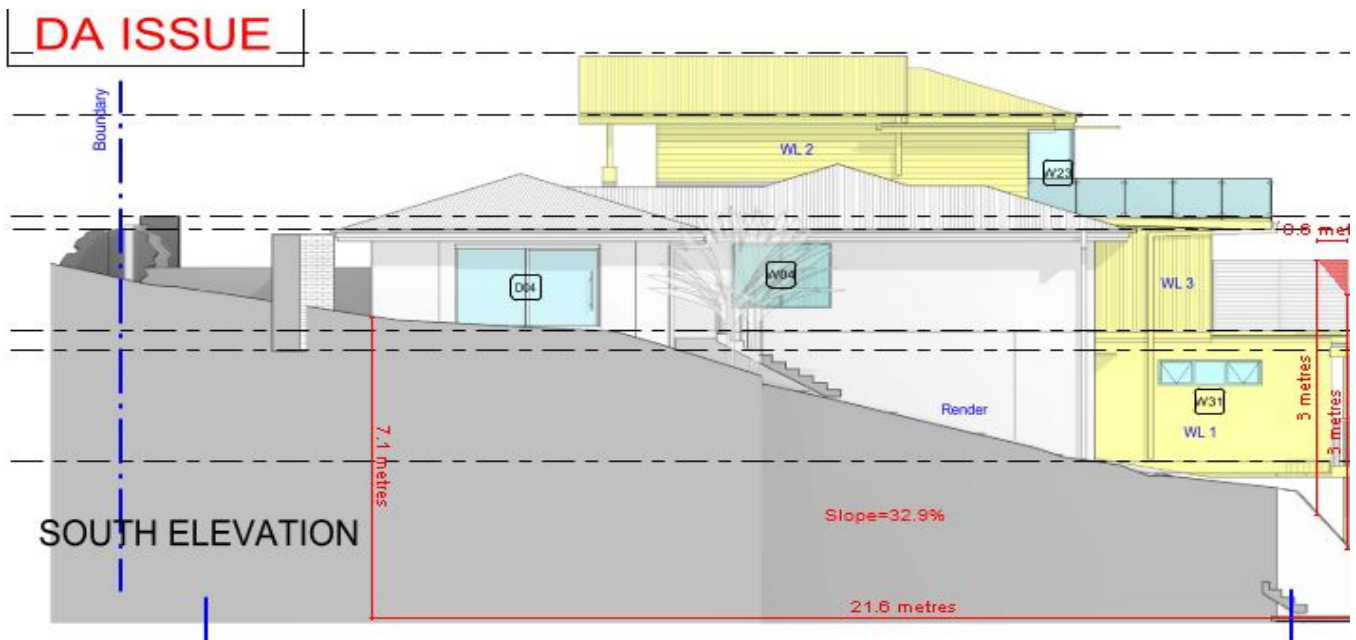 DA ISSUE
Boundary
WL 2
W23
0.6 met
D04
W04
WL 3
3 metres
3 metres
W31
WL 1
Render
7.1 metres
Slope=32.9%
SOUTH ELEVATION
21.6 metres